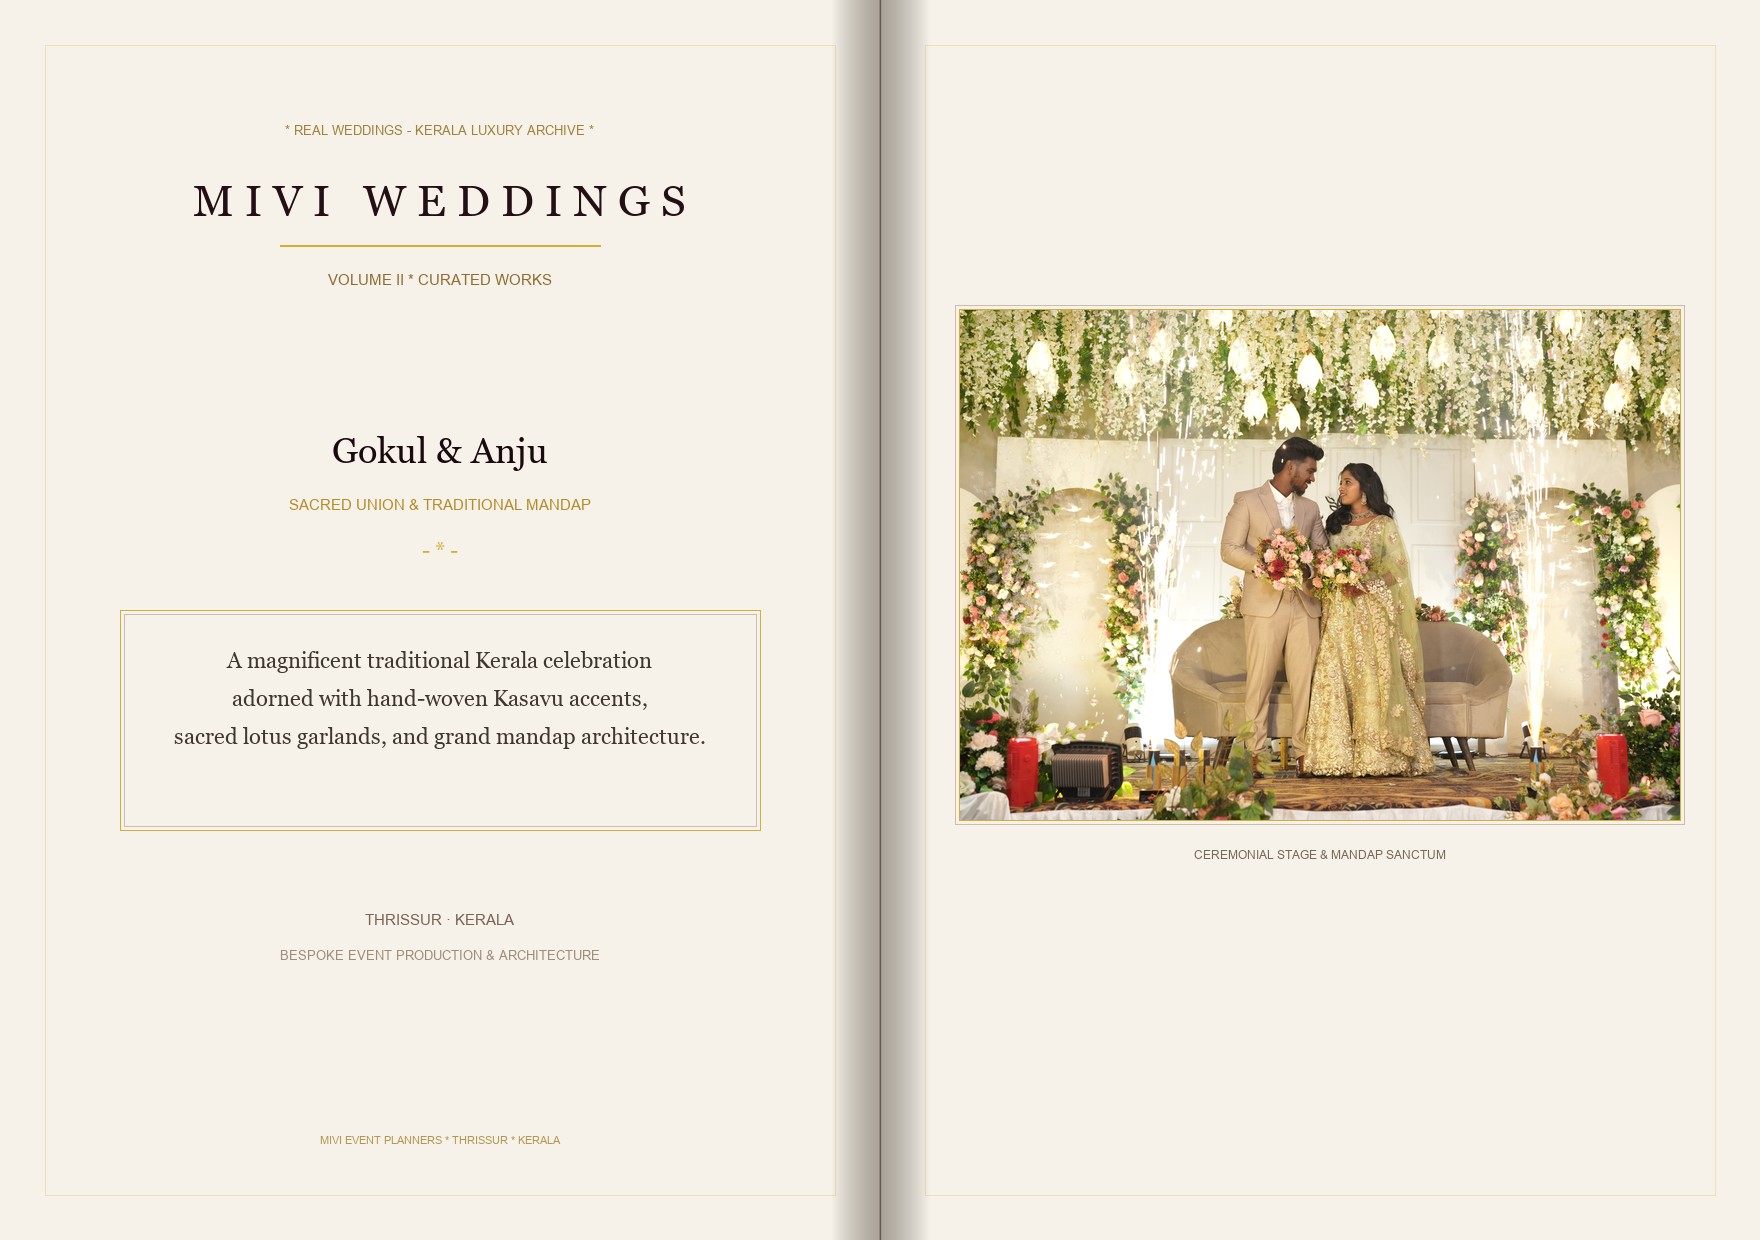 * REAL WEDDINGS - KERALA LUXURY ARCHIVE *
MIVI WEDDINGS
VOLUME II * CURATED WORKS
Gokul & Anju
SACRED UNION & TRADITIONAL MANDAP
- * -
A magnificent traditional Kerala celebration
adorned with hand-woven Kasavu accents,
sacred lotus garlands, and grand mandap architecture.
THRISSUR · KERALA
BESPOKE EVENT PRODUCTION & ARCHITECTURE
MIVI EVENT PLANNERS * THRISSUR * KERALA
CEREMONIAL STAGE & MANDAP SANCTUM